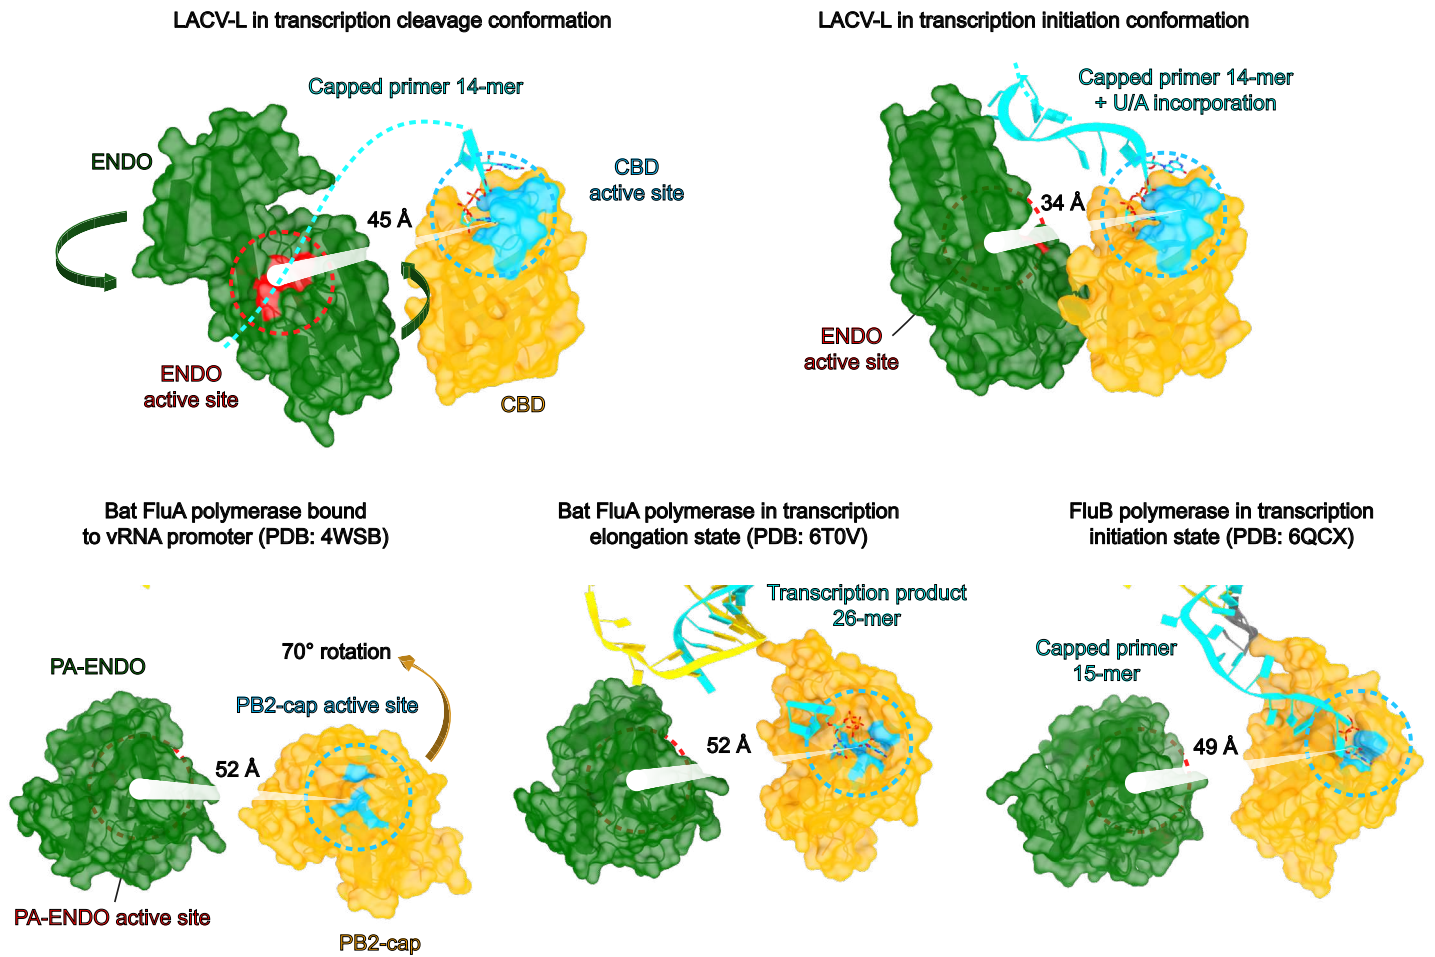 LACV-L in transcription cleavage conformation
LACV-L in transcription initiation conformation
Capped primer 14-mer
ENDO
CBD
active site
45 Å
ENDO
active site
CBD
Capped primer 14-mer
+ U/A incorporation
34 Å
ENDO
active site
Bat FluA polymerase bound
to vRNA promoter (PDB: 4WSB)
Bat FluA polymerase in transcription
elongation state (PDB: 6T0V)
FluB polymerase in transcription
initiation state (PDB: 6QCX)
PA-ENDO
70° rotation
PB2-cap active site
52 Å
PA-ENDO active site
PB2-cap
Transcription product
26-mer
52 Å
Capped primer
15-mer
49 Å